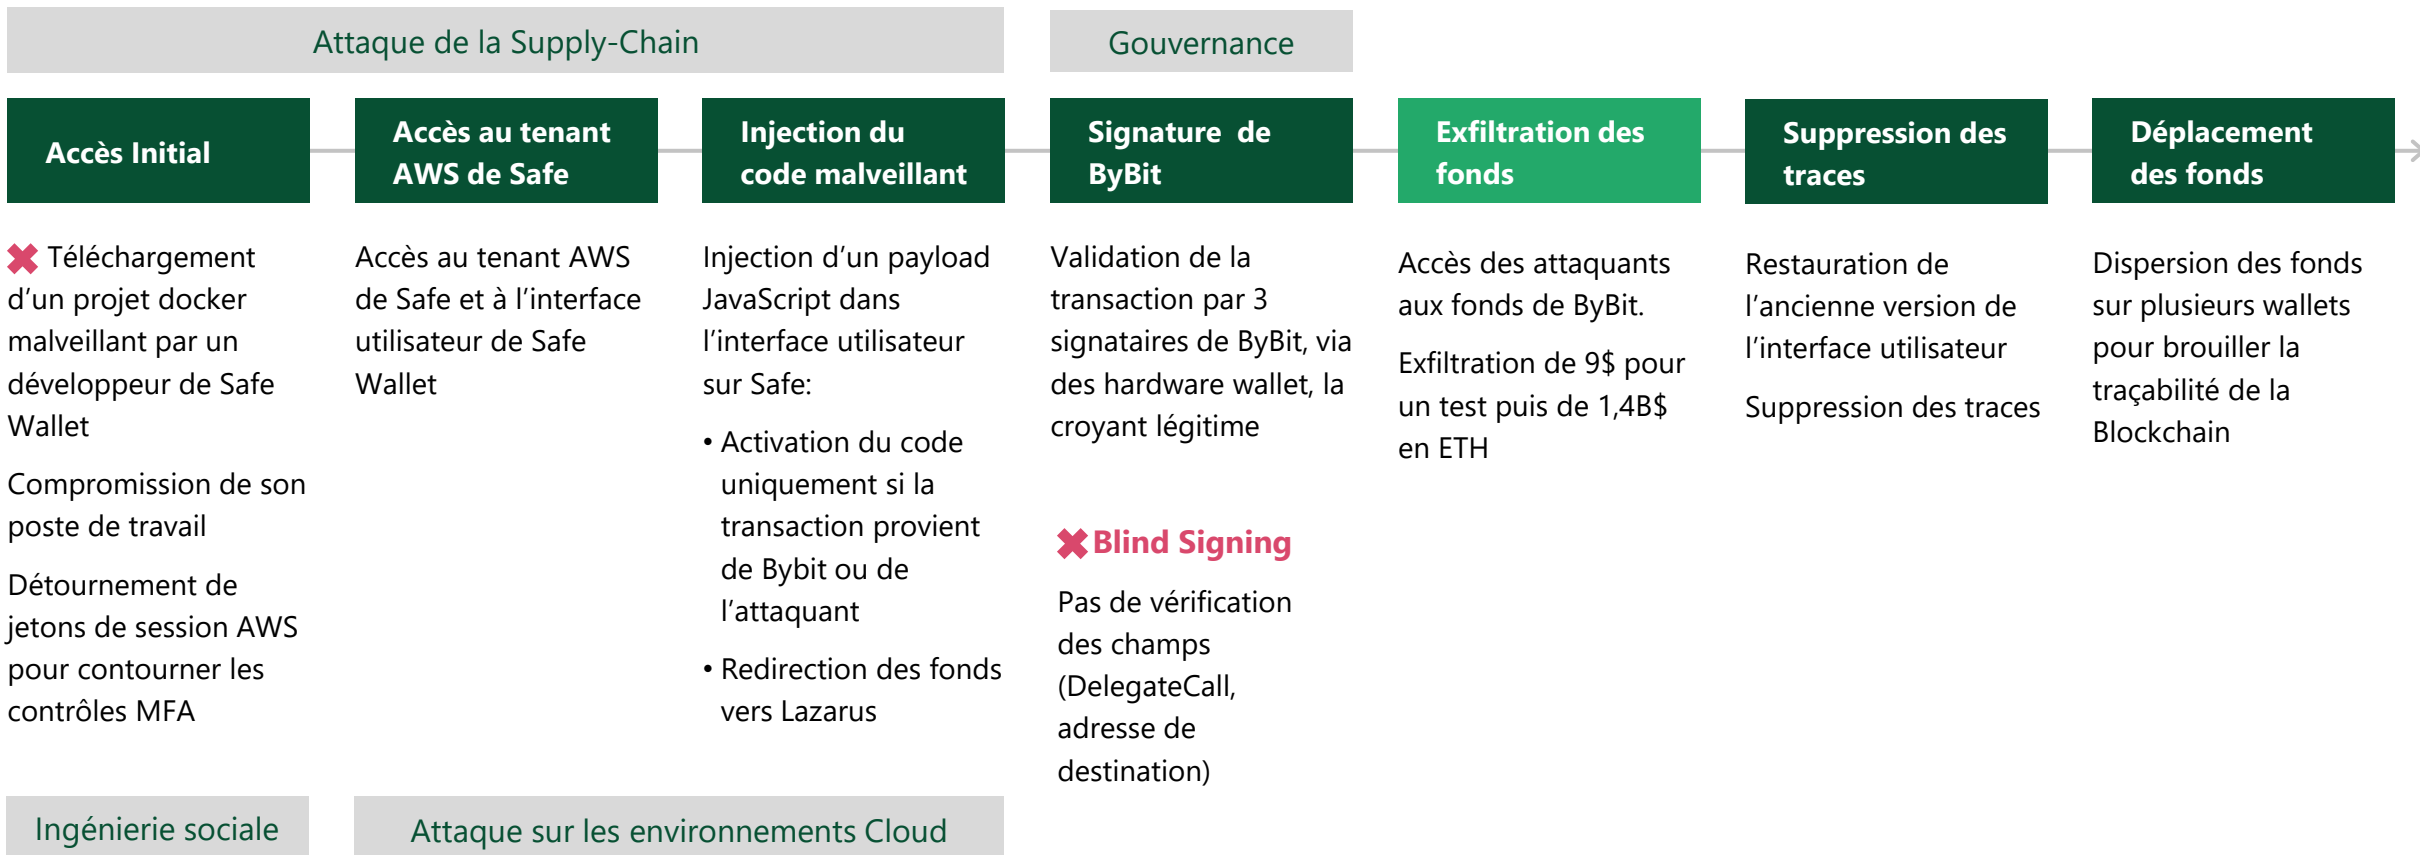 Attaque de la Supply-Chain
Gouvernance
Accès Initial
Accès au tenant
AWS de Safe
Injection du
code malveillant
Signature de
ByBit
Exfiltration des
fonds
Suppression des
traces
Déplacement
des fonds
Téléchargement
d’un projet docker
malveillant par un
développeur de Safe
Wallet
Compromission de son
poste de travail
Détournement de
jetons de session AWS
pour contourner les
contrôles MFA
Accès au tenant AWS
de Safe et à l’interface
utilisateur de Safe
Wallet
Injection d’un payload
JavaScript dans
l’interface utilisateur
sur Safe:
• Activation du code
uniquement si la
transaction provient
de Bybit ou de
l’attaquant
• Redirection des fonds
vers Lazarus
Validation de la
transaction par 3
signataires de ByBit, via
des hardware wallet, la
croyant légitime
Blind Signing
Pas de vérification
des champs
(DelegateCall,
adresse de
destination)
Accès des attaquants
aux fonds de ByBit.
Exfiltration de 9$ pour
un test puis de 1,4B$
en ETH
Restauration de
l’ancienne version de
l’interface utilisateur
Suppression des traces
Dispersion des fonds
sur plusieurs wallets
pour brouiller la
traçabilité de la
Blockchain
Ingénierie sociale
Attaque sur les environnements Cloud